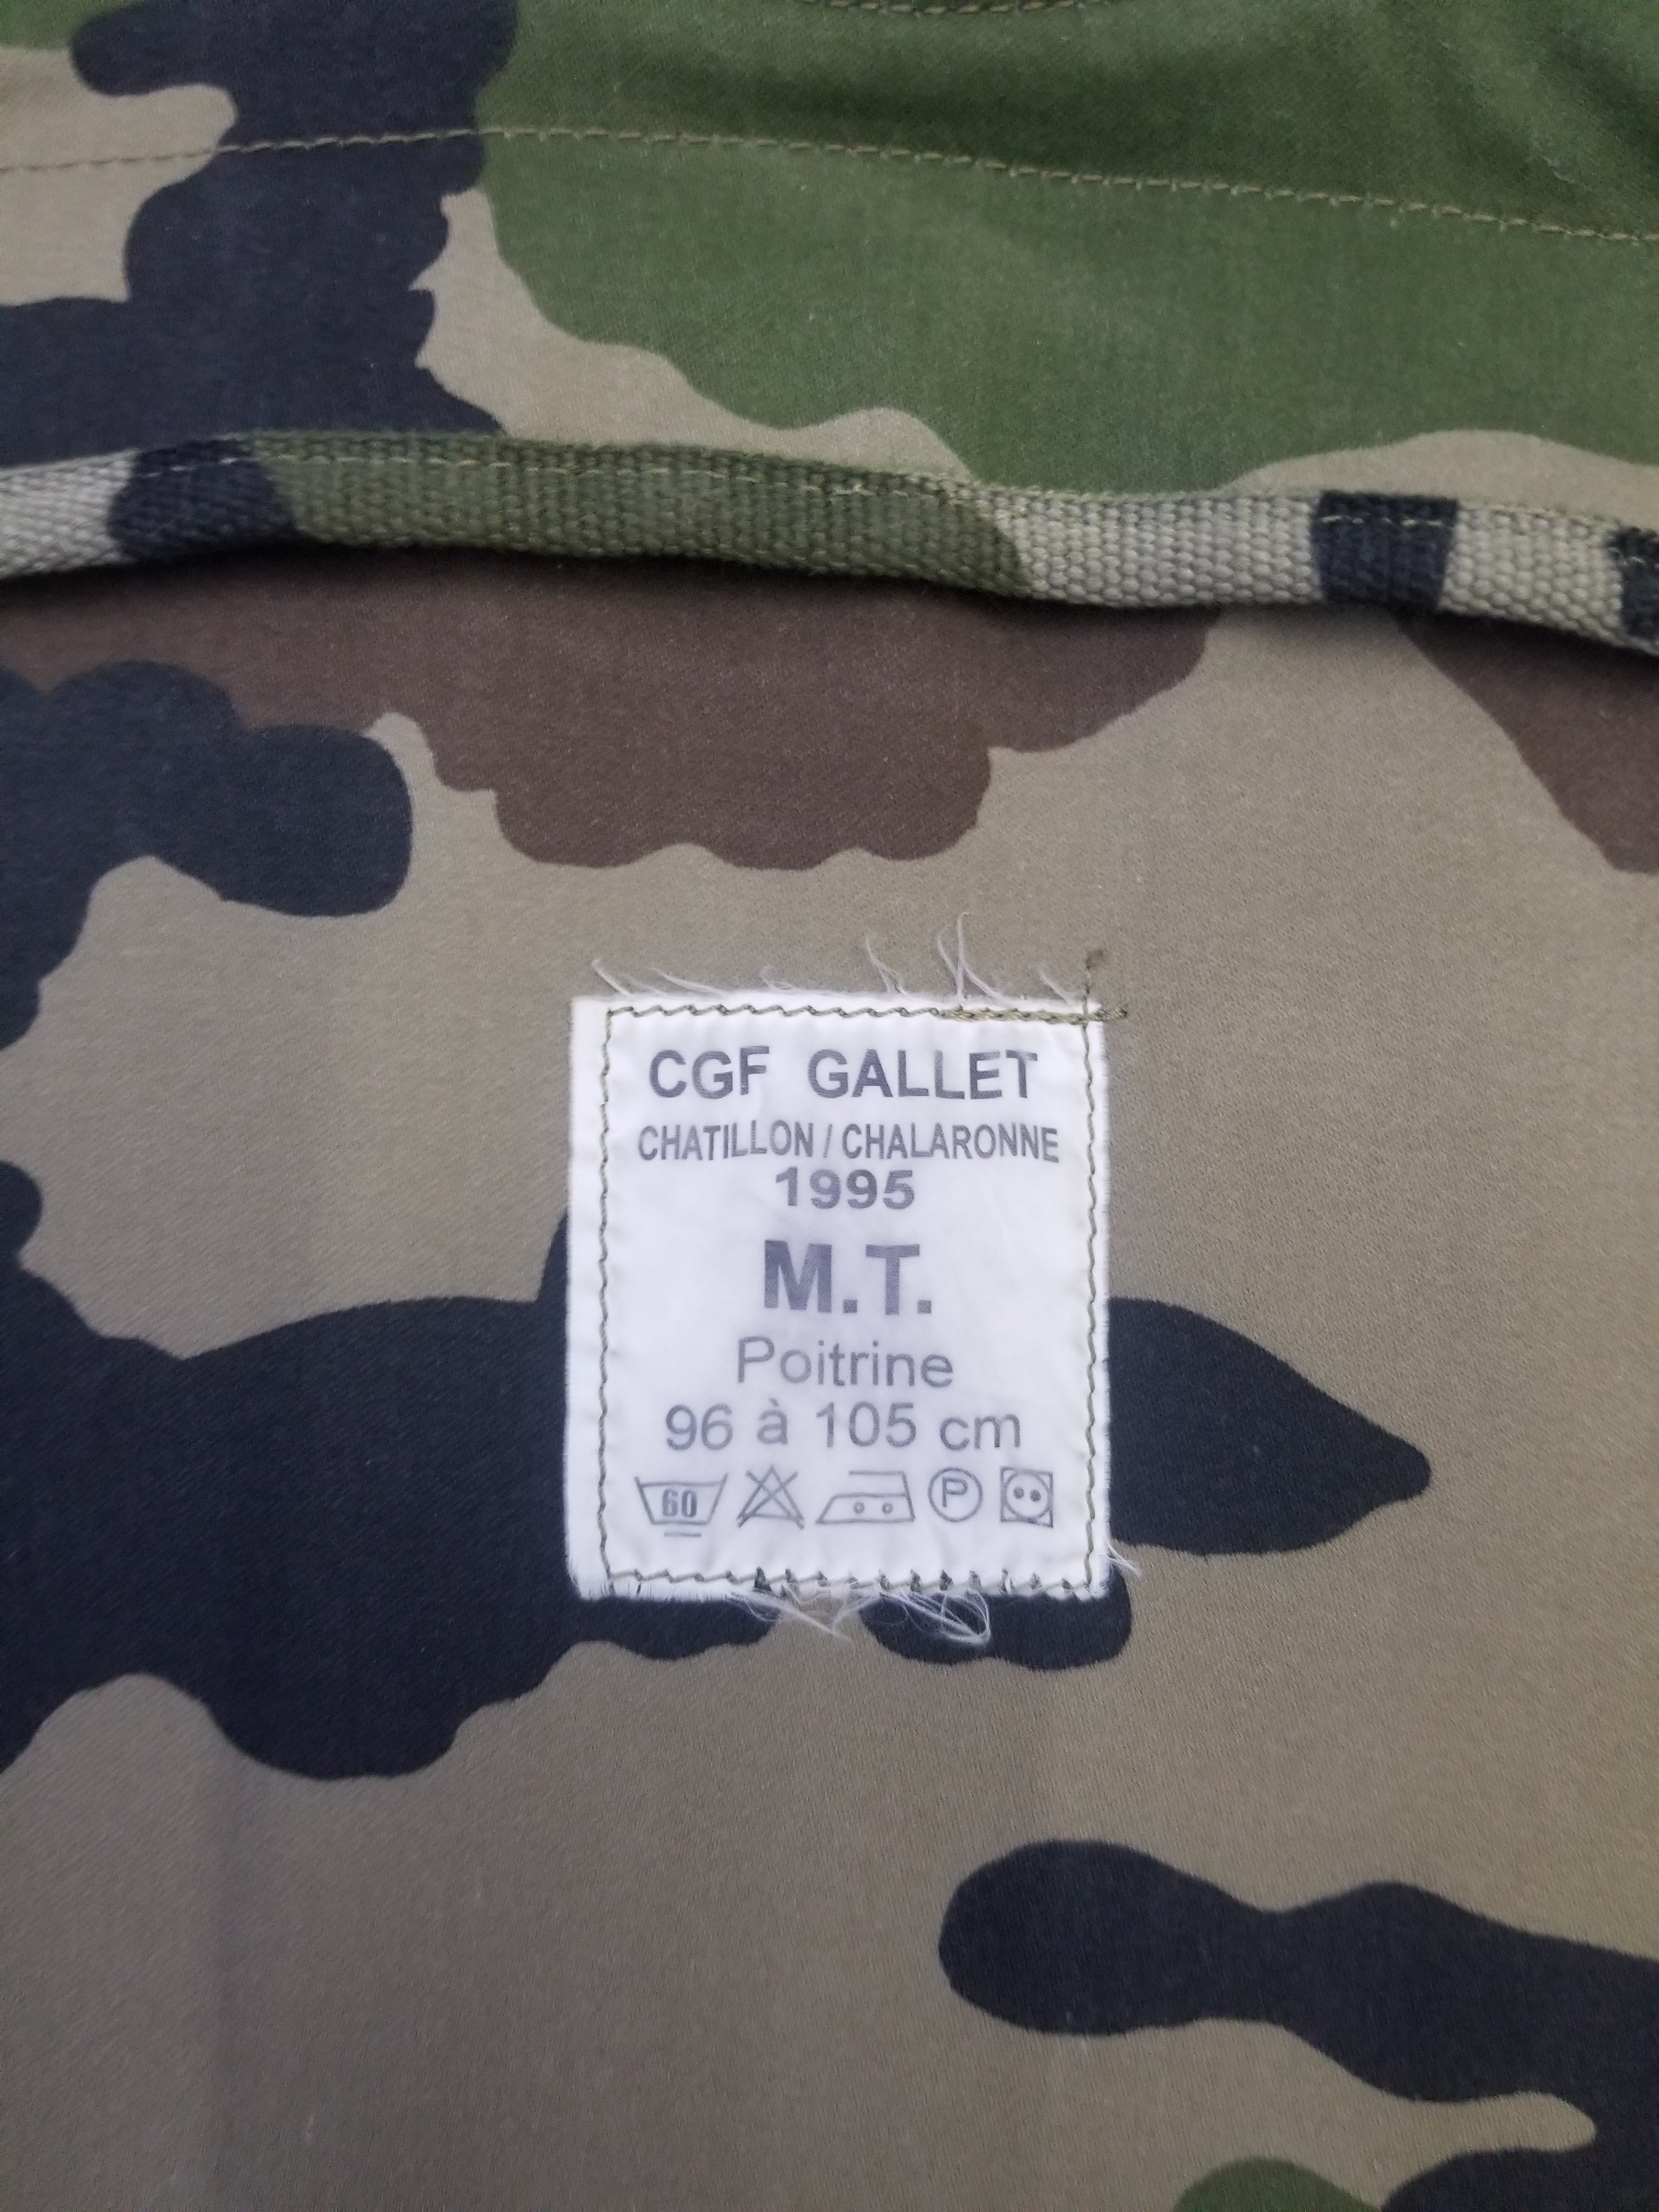 CGF GALLET
CHATILLON / CHALARONNE
1995
M.T.
Poitrine
96 à 105 cm
60 P